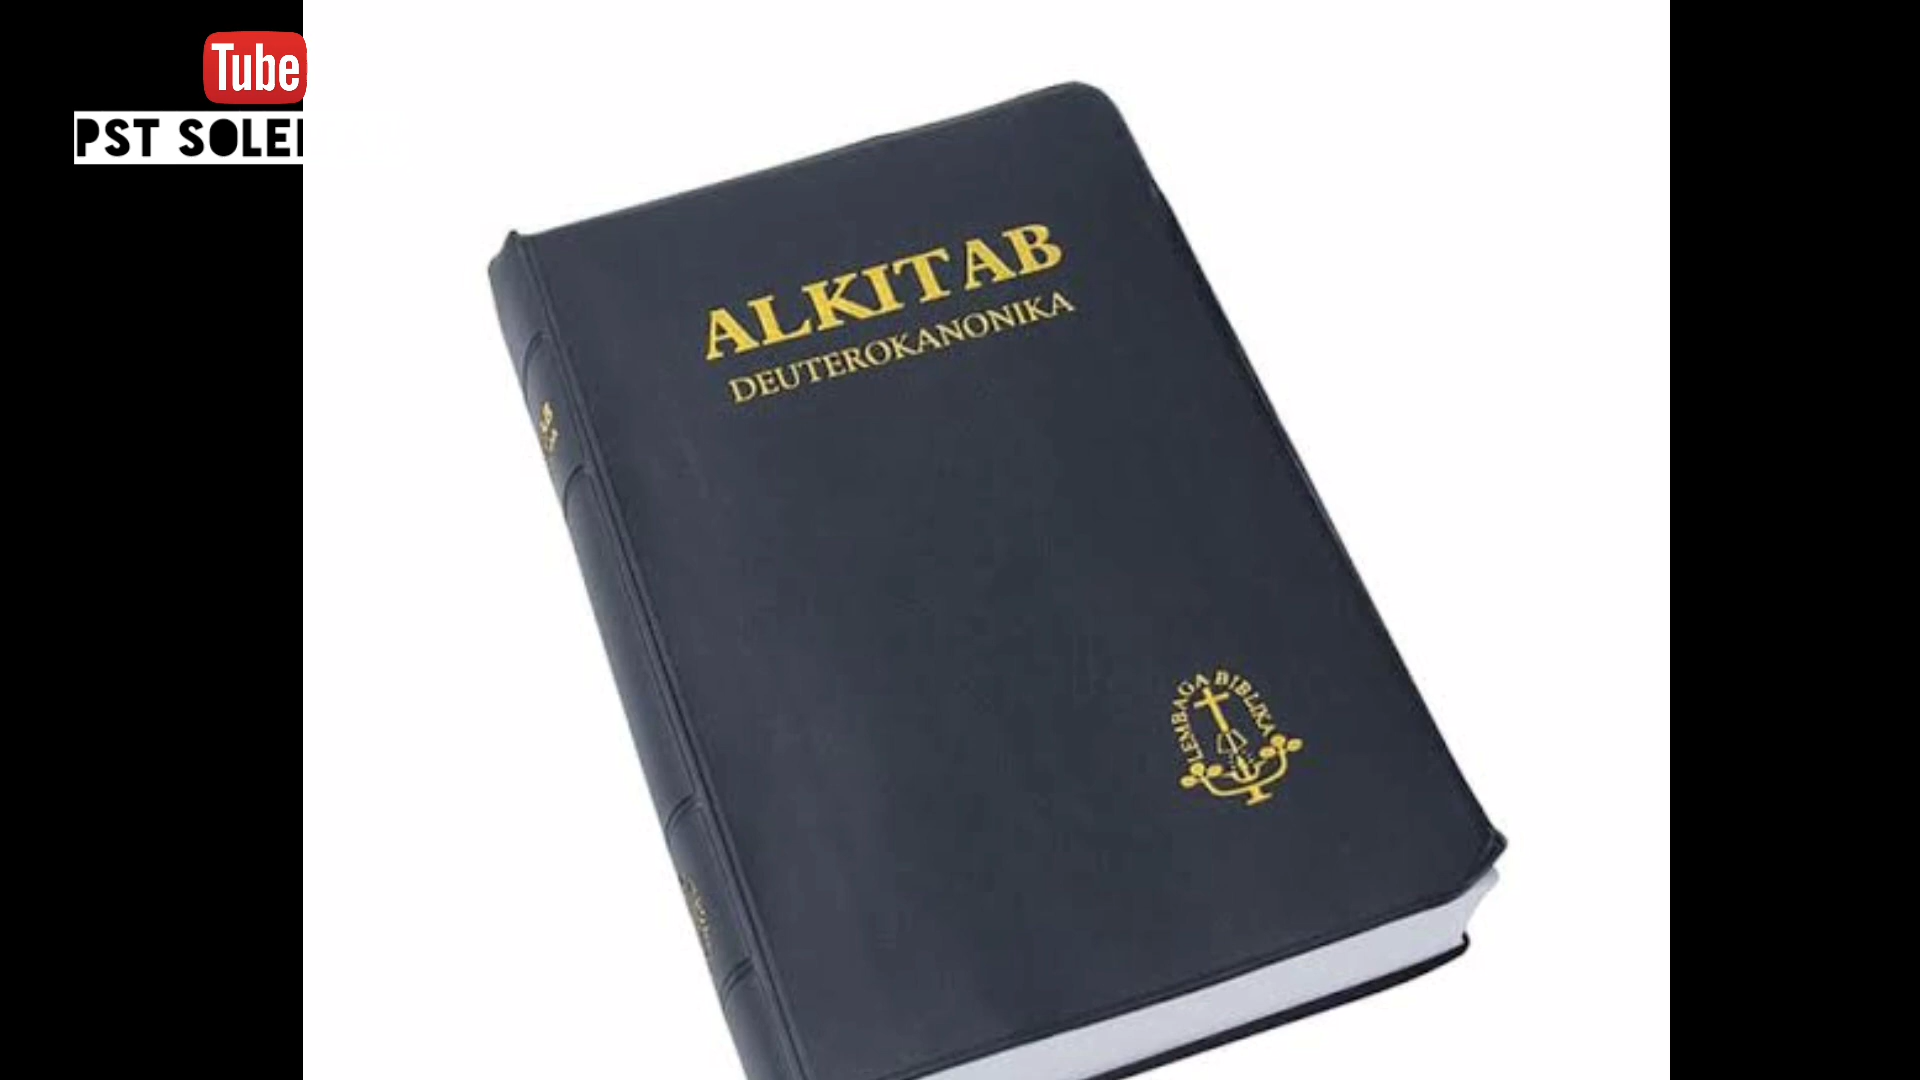 Tube
PST SOLE
ALKITAB
DEUTEROKANONIKA
LEMBAGA BIBLIKA